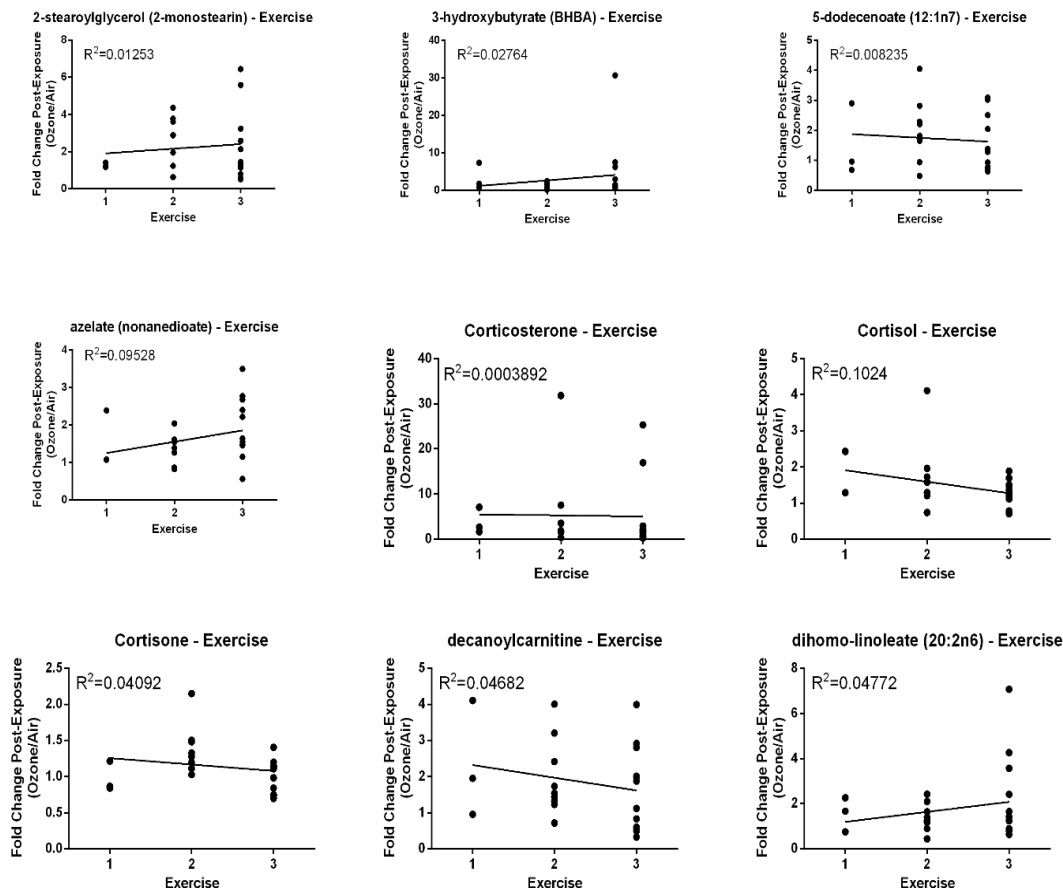 2-stearoylglycerol (2-monostearin) - Exercise
R²=0.01253
Fold Change Post-Exposure
(Ozone/Air)
8
6
4
2
0
1 2 3
Exercise
3-hydroxybutyrate (BHBA) - Exercise
R²=0.02764
Fold Change Post-Exposure
(Ozone/Air)
40
30
20
10
0
1 2 3
Exercise
5-dodecenoate (12:1n7) - Exercise
R²=0.008235
Fold Change Post-Exposure
(Ozone/Air)
5
4
3
2
1
0
1 2 3
Exercise
azelate (nonanedioate) - Exercise
R²=0.09528
Fold Change Post-Exposure
(Ozone/Air)
4
3
2
1
0
1 2 3
Exercise
Corticosterone - Exercise
R²=0.0003892
Fold Change Post-Exposure
(Ozone/Air)
40
30
20
10
0
1 2 3
Exercise
Cortisol - Exercise
R²=0.1024
Fold Change Post-Exposure
(Ozone/Air)
5
4
3
2
1
0
1 2 3
Exercise
Cortisone - Exercise
R²=0.04092
Fold Change Post-Exposure
(Ozone/Air)
2.5
2.0
1.5
1.0
0.5
0.0
1 2 3
Exercise
decanoylcarnitine - Exercise
R²=0.04682
Fold Change Post-Exposure
(Ozone/Air)
5
4
3
2
1
0
1 2 3
Exercise
dihomo-linoleate (20:2n6) - Exercise
R²=0.04772
Fold Change Post-Exposure
(Ozone/Air)
8
6
4
2
0
1 2 3
Exercise